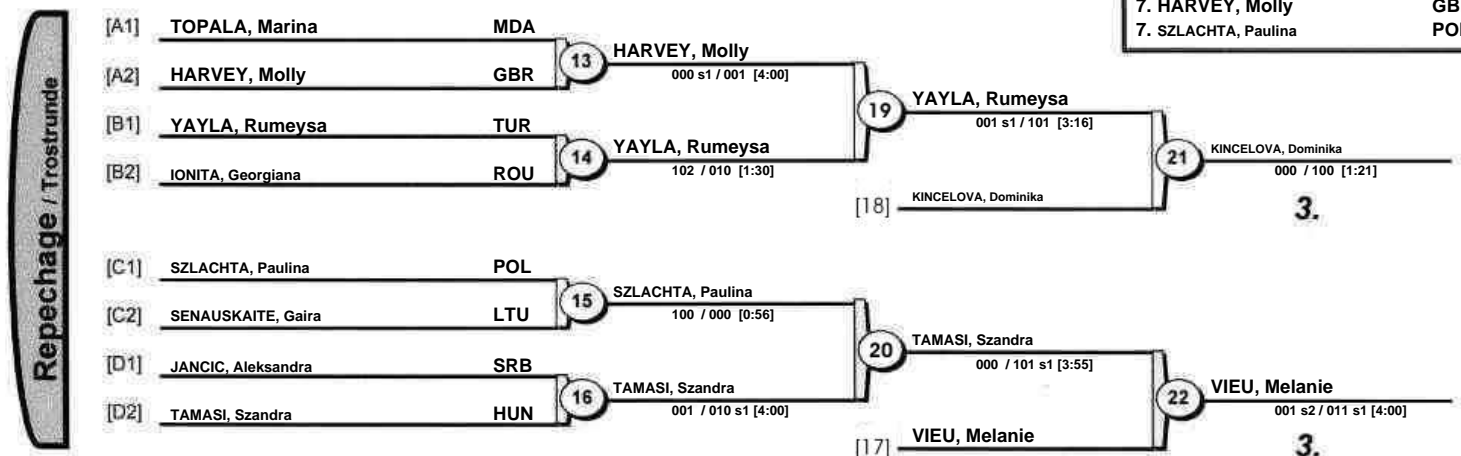 7. HARVEY, Molly GB
7. SZLACHTA, Paulina PO
Repechage / Trostrunde
[A1] TOPALA, Marina MDA
[A2] HARVEY, Molly GBR
13 HARVEY, Molly
000 s1 / 001 [4:00]
[B1] YAYLA, Rumeysa TUR
[B2] IONITA, Georgiana ROU
14 YAYLA, Rumeysa
102 / 010 [1:30]
19 YAYLA, Rumeysa
001 s1 / 101 [3:16]
[18] KINCELOVA, Dominika
21 KINCELOVA, Dominika
000 / 100 [1:21]
3.
[C1] SZLACHTA, Paulina POL
[C2] SENAUSKAITE, Gaira LTU
15 SZLACHTA, Paulina
100 / 000 [0:56]
[D1] JANCIC, Aleksandra SRB
[D2] TAMASI, Szandra HUN
16 TAMASI, Szandra
001 / 010 s1 [4:00]
20 TAMASI, Szandra
000 / 101 s1 [3:55]
[17] VIEU, Melanie
22 VIEU, Melanie
001 s2 / 011 s1 [4:00]
3.